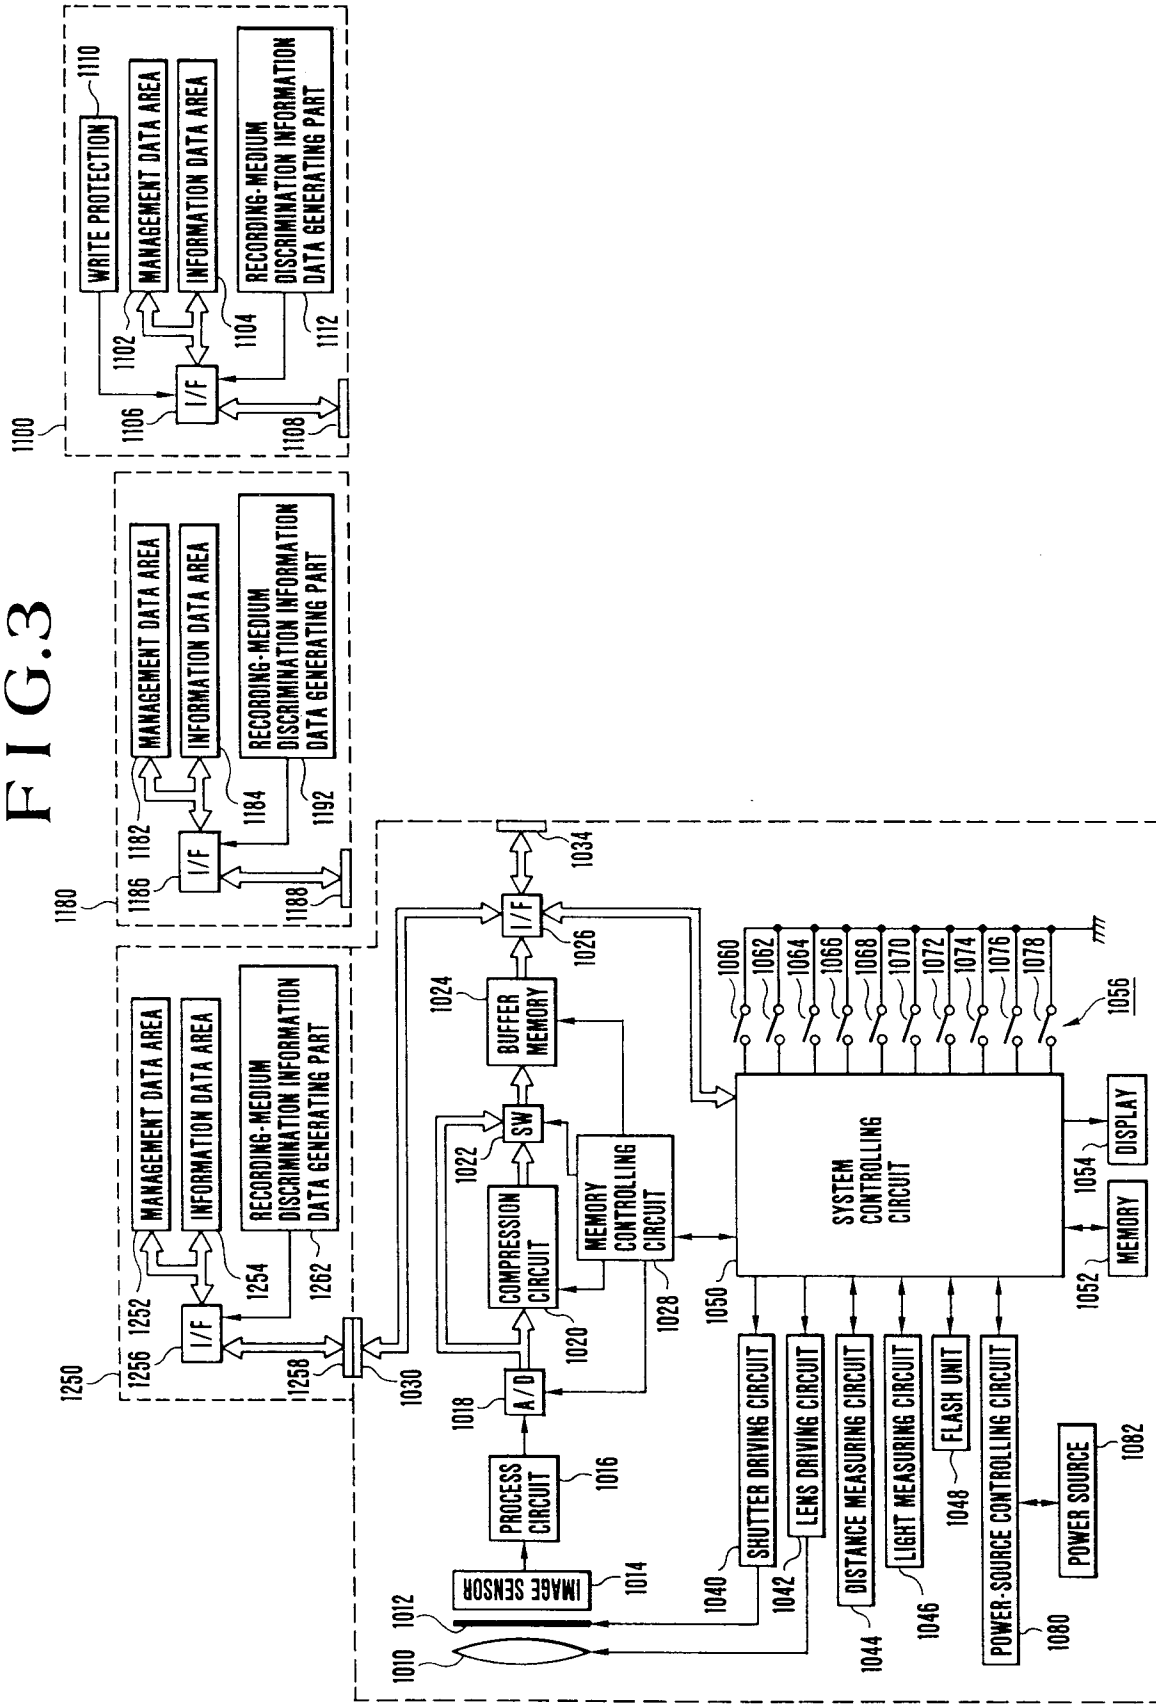 FIG.3
1250
1252
MANAGEMENT DATA AREA
INFORMATION DATA AREA
1256
I/F
1254
RECORDING-MEDIUM
DISCRIMINATION INFORMATION
DATA GENERATING PART
1262
1258
1030
1180
1182
MANAGEMENT DATA AREA
INFORMATION DATA AREA
1186
I/F
1184
RECORDING-MEDIUM
DISCRIMINATION INFORMATION
DATA GENERATING PART
1192
1188
1100
WRITE PROTECTION
1110
1102
MANAGEMENT DATA AREA
INFORMATION DATA AREA
1106
I/F
1104
RECORDING-MEDIUM
DISCRIMINATION INFORMATION
DATA GENERATING PART
1112
1108
1010
1012
IMAGE SENSOR
1014
PROCESS
CIRCUIT
1016
1018
A/D
COMPRESSION
CIRCUIT
1020
1022
SW
BUFFER
MEMORY
1024
I/F
1026
1034
MEMORY
CONTROLLING
CIRCUIT
1028
1040
SHUTTER DRIVING CIRCUIT
1042
LENS DRIVING CIRCUIT
1044
DISTANCE MEASURING CIRCUIT
1046
LIGHT MEASURING CIRCUIT
1048
FLASH UNIT
1080
POWER-SOURCE CONTROLLING CIRCUIT
POWER SOURCE
1082
1050
SYSTEM
CONTROLLING
CIRCUIT
1052
MEMORY
1054
DISPLAY
1060
1062
1064
1066
1068
1070
1072
1074
1076
1078
1056